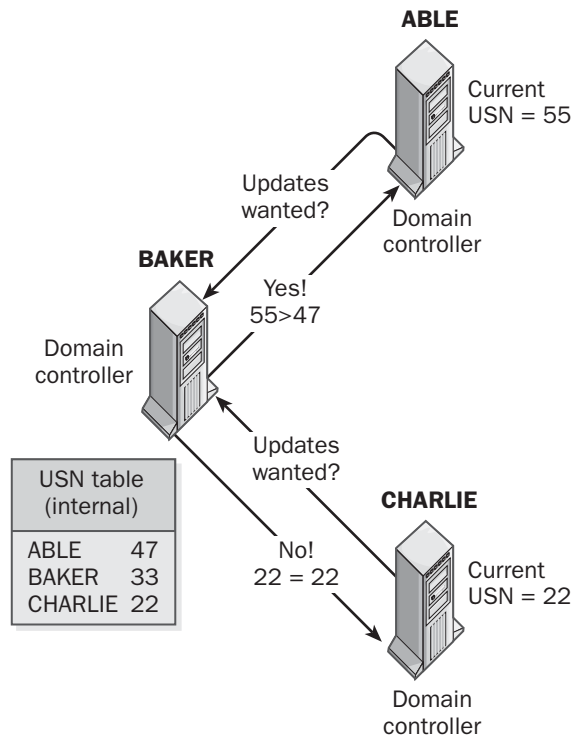 ABLE
Current
USN = 55
Updates
wanted?
Domain
controller
BAKER
Yes!
55>47
Domain
controller
Updates
wanted?
USN table
(internal)
CHARLIE
ABLE 47
BAKER 33
CHARLIE 22
No!
22 = 22
Current
USN = 22
Domain
controller